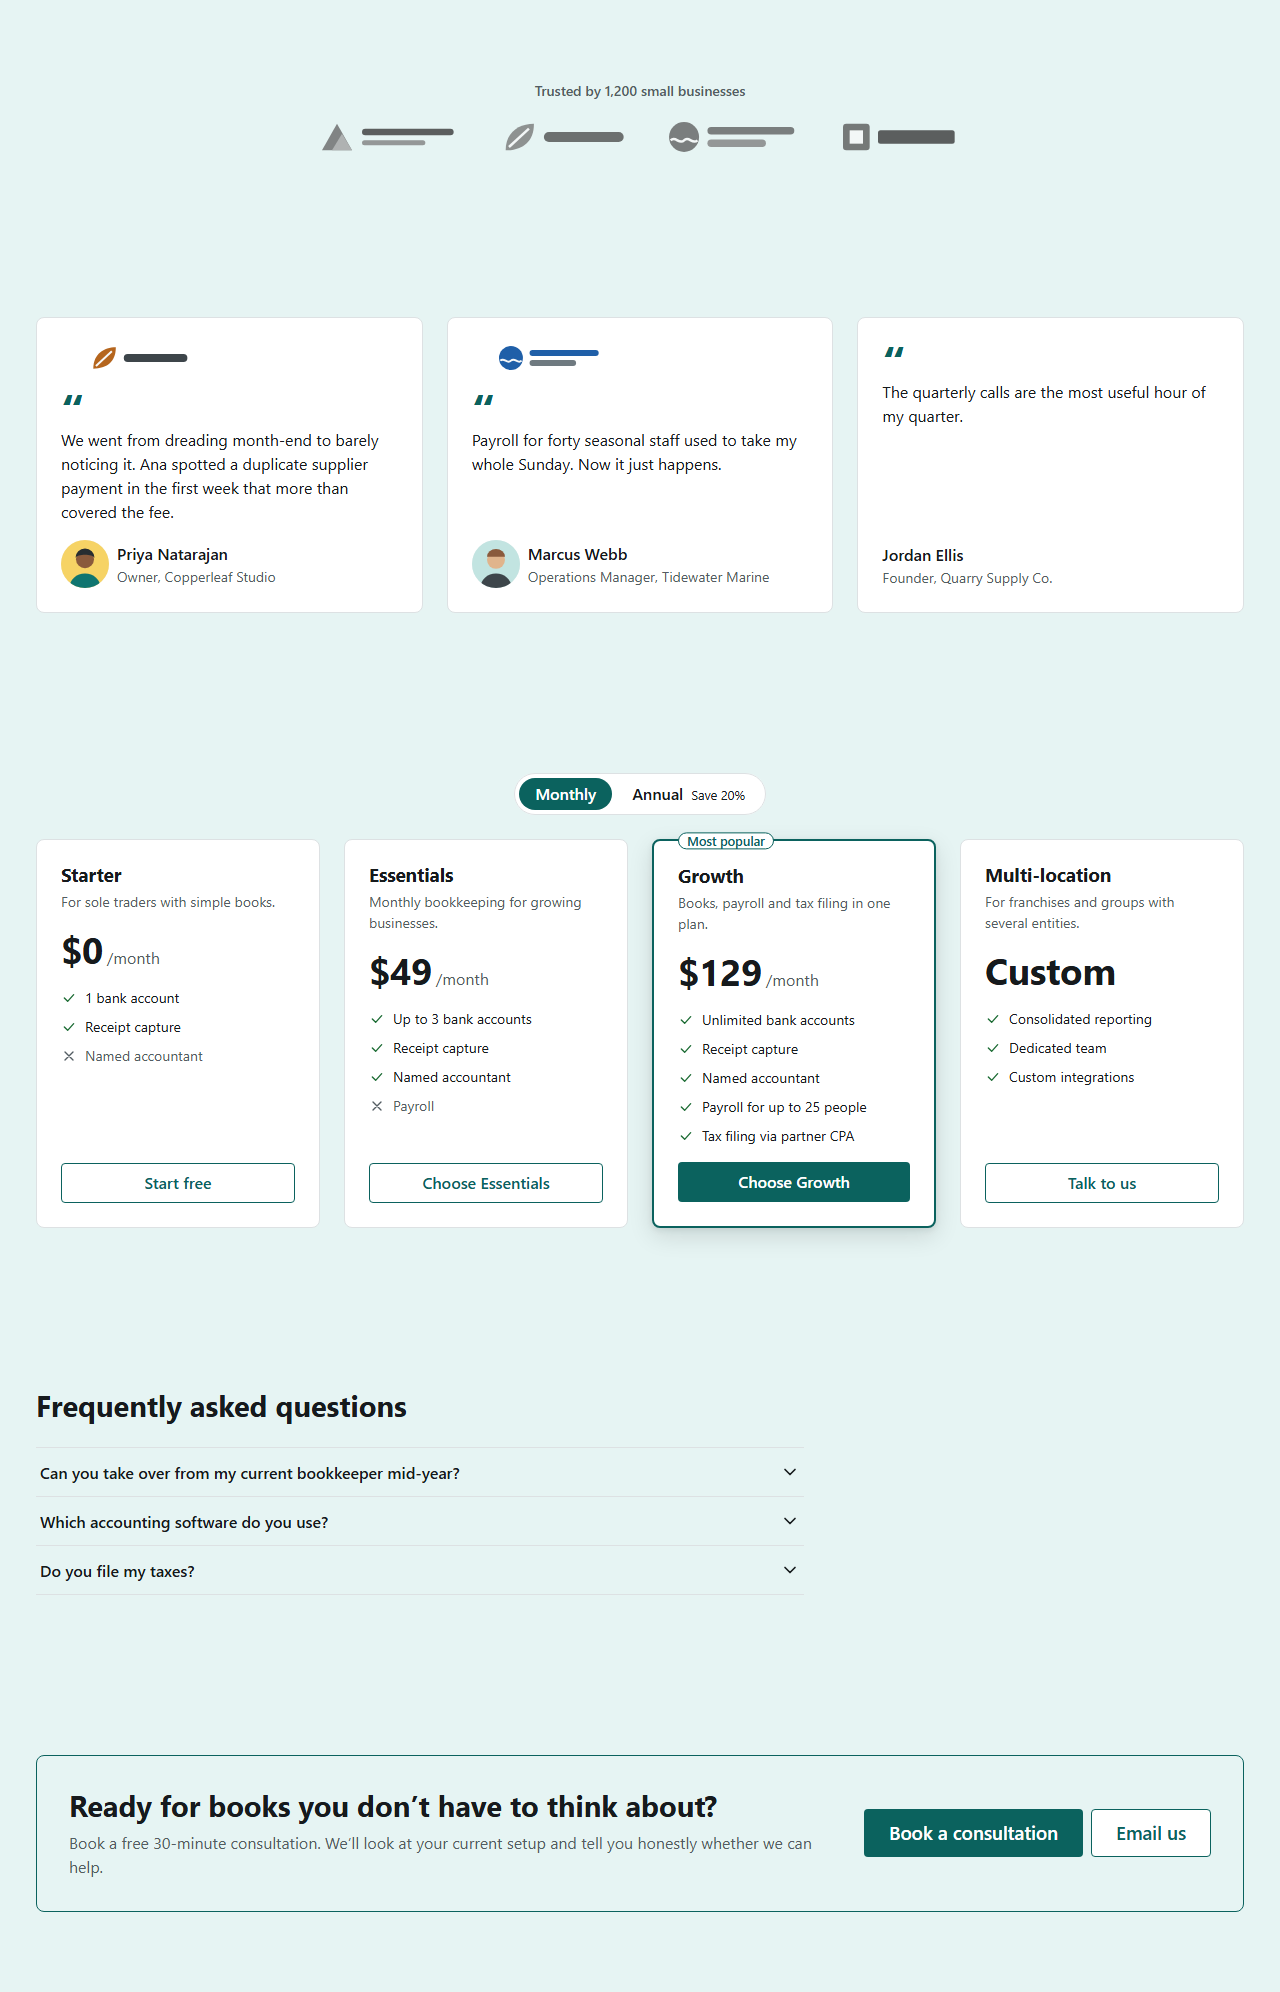 Trusted by 1,200 small businesses
“
We went from dreading month-end to barely
noticing it. Ana spotted a duplicate supplier
payment in the first week that more than
covered the fee.
Priya Natarajan
Owner, Copperleaf Studio
“
Payroll for forty seasonal staff used to take my
whole Sunday. Now it just happens.
Marcus Webb
Operations Manager, Tidewater Marine
“
The quarterly calls are the most useful hour of
my quarter.
Jordan Ellis
Founder, Quarry Supply Co.
Monthly
Annual Save 20%
Starter
For sole traders with simple books.
$0 /month
1 bank account
Receipt capture
Named accountant
Start free
Essentials
Monthly bookkeeping for growing
businesses.
$49 /month
Up to 3 bank accounts
Receipt capture
Named accountant
Payroll
Choose Essentials
Most popular
Growth
Books, payroll and tax filing in one
plan.
$129 /month
Unlimited bank accounts
Receipt capture
Named accountant
Payroll for up to 25 people
Tax filing via partner CPA
Choose Growth
Multi-location
For franchises and groups with
several entities.
Custom
Consolidated reporting
Dedicated team
Custom integrations
Talk to us
Frequently asked questions
Can you take over from my current bookkeeper mid-year?
Which accounting software do you use?
Do you file my taxes?
Ready for books you don’t have to think about?
Book a free 30-minute consultation. We’ll look at your current setup and tell you honestly whether we can
help.
Book a consultation
Email us